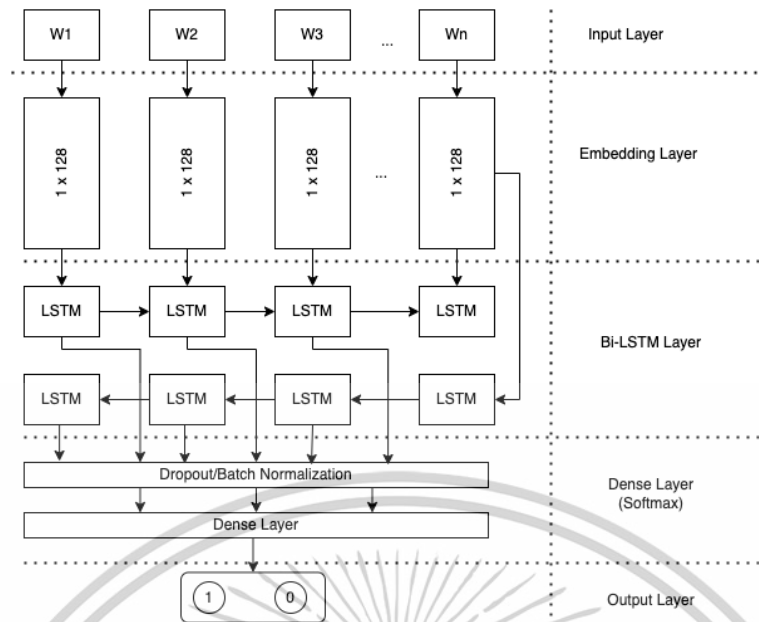 W1 W2 W3 ... Wn Input Layer
1 x 128 1 x 128 1 x 128 ... 1 x 128 Embedding Layer
LSTM LSTM LSTM LSTM
Bi-LSTM Layer
LSTM LSTM LSTM LSTM
Dropout/Batch Normalization
Dense Layer
(Softmax)
Dense Layer
1 0 Output Layer